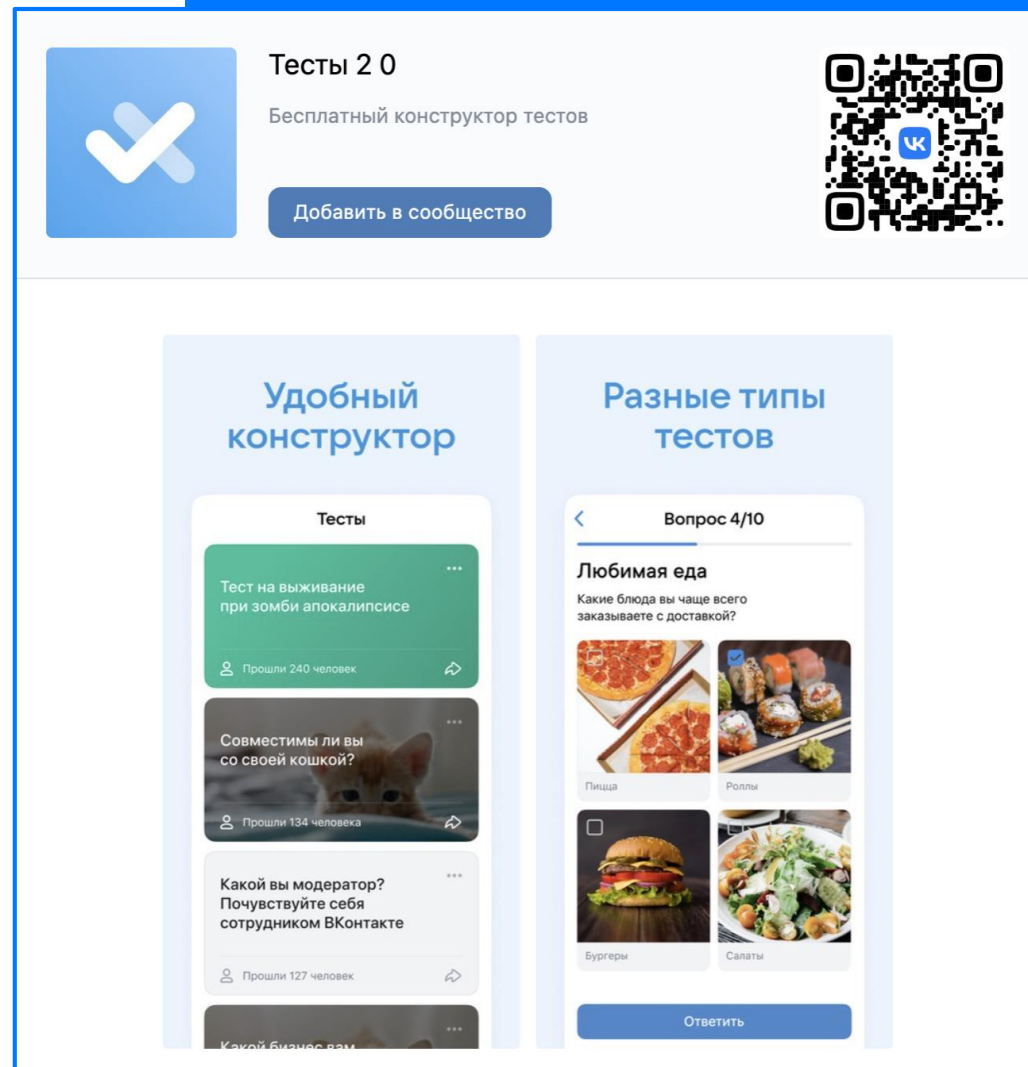 Тесты 2 0
Бесплатный конструктор тестов
Добавить в сообщество
Удобный
конструктор
Тесты
Тест на выживание
при зомби апокалипсисе
Прошли 240 человек
Совместимы ли вы
со своей кошкой?
Прошли 134 человека
Какой вы модератор?
Почувствуйте себя
сотрудником ВКонтакте
Прошли 127 человек
Какой бизнес вам
Разные типы
тестов
Вопрос 4/10
Любимая еда
Какие блюда вы чаще всего
заказываете с доставкой?
Пицца
Роллы
Бургеры
Салаты
Ответить